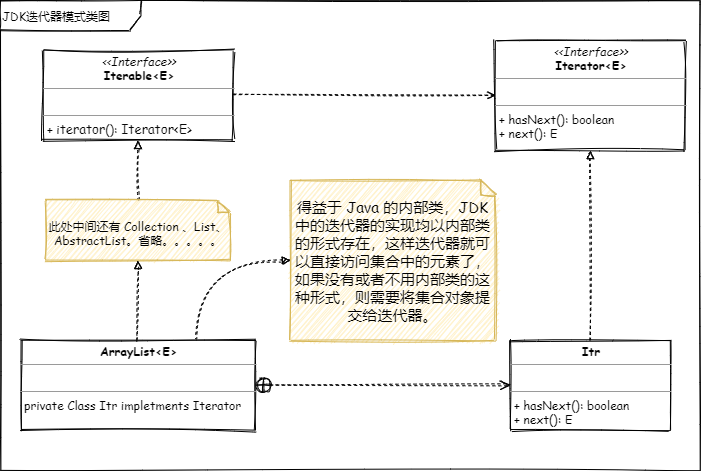 JDK迭代器模式类图
<<Interface>>
Iterable<E>
+ iterator(): Iterator<E>
<<Interface>>
Iterator<E>
+ hasNext(): boolean
+ next(): E
此处中间还有 Collection 、List、
AbstractList。省略。。。。。
得益于 Java 的内部类，JDK
中的迭代器的实现均以内部类
的形式存在，这样迭代器就可
以直接访问集合中的元素了，
如果没有或者不用内部类的这
种形式，则需要将集合对象提
交给迭代器。
ArrayList<E>
private Class Itr impletments Iterator
Itr
+ hasNext(): boolean
+ next(): E